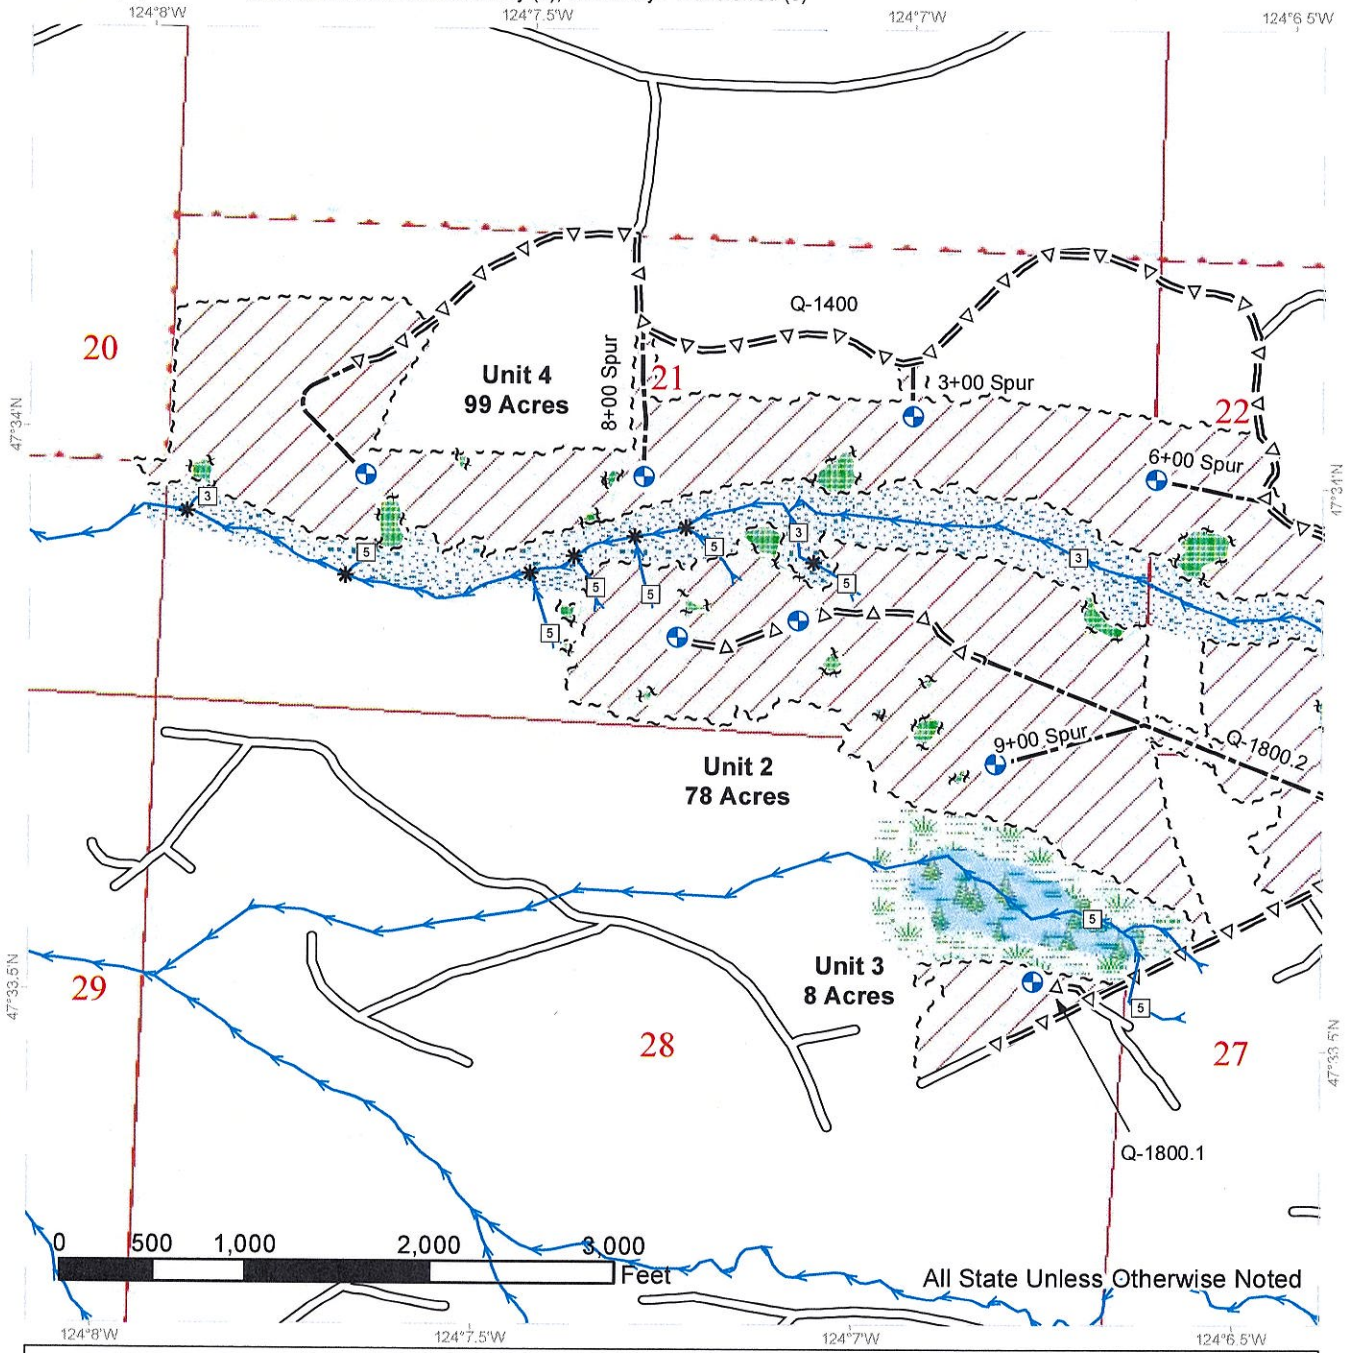 124°8'W
124°7.5'W
124°7'W
124°6 5'W
Q-1400
20
Unit 4
99 Acres
8+00 Spur
21
3+00 Spur
22
47°34'N
6+00 Spur
47°34'N
3
5
5
5
5
5
3
5
3
9+00 Spur
Q-1800.2
Unit 2
78 Acres
5
29
47°33.5'N
Unit 3
8 Acres
5
28
27
47°33 5'N
Q-1800.1
0 500 1,000 2,000 3,000
Feet
All State Unless Otherwise Noted
124°8'W
124°7.5'W
124°7'W
124°6.5'W